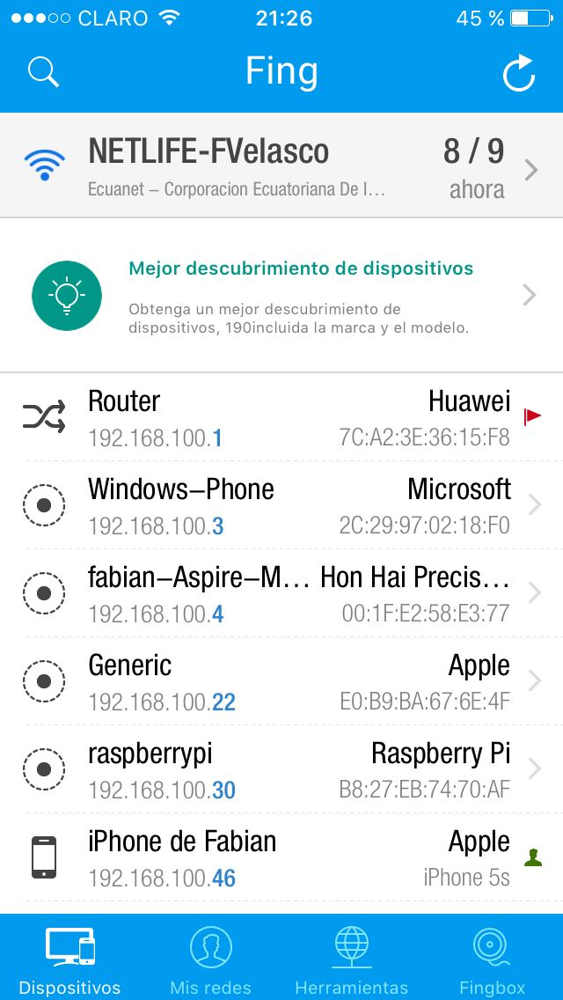 CLARO 21:26 45 %
Fing
NETLIFE-FVelasco 8 / 9
Ecuanet – Corporacion Ecuatoriana De I… ahora
Mejor descubrimiento de dispositivos
Obtenga un mejor descubrimiento de
dispositivos, 190incluida la marca y el modelo.
Router Huawei
192.168.100.1 7C:A2:3E:36:15:F8
Windows-Phone Microsoft
192.168.100.3 2C:29:97:02:18:F0
fabian-Aspire-M… Hon Hai Precis…
192.168.100.4 00:1F:E2:58:E3:77
Generic Apple
192.168.100.22 E0:B9:BA:67:6E:4F
raspberrypi Raspberry Pi
192.168.100.30 B8:27:EB:74:70:AF
iPhone de Fabian Apple
192.168.100.46 iPhone 5s
Dispositivos Mis redes Herramientas Fingbox